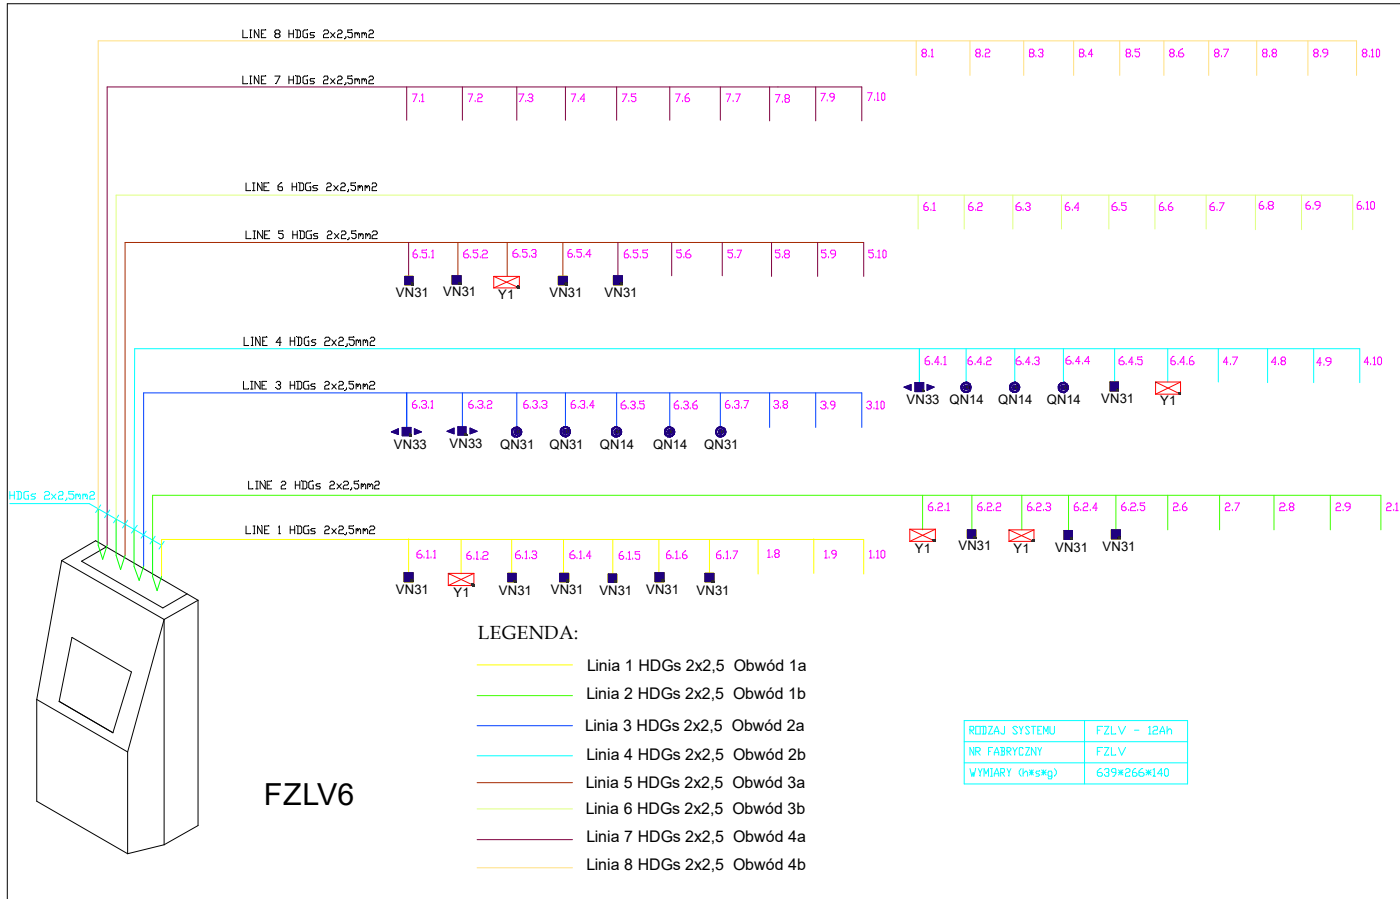 LINE 8 HDGs 2x2,5mm2
8.1 8.2 8.3 8.4 8.5 8.6 8.7 8.8 8.9 8.10
LINE 7 HDGs 2x2,5mm2
7.1 7.2 7.3 7.4 7.5 7.6 7.7 7.8 7.9 7.10
LINE 6 HDGs 2x2,5mm2
6.1 6.2 6.3 6.4 6.5 6.6 6.7 6.8 6.9 6.10
LINE 5 HDGs 2x2,5mm2
6.5.1 6.5.2 6.5.3 6.5.4 6.5.5 5.6 5.7 5.8 5.9 5.10
VN31 VN31 Y1 VN31 VN31
LINE 4 HDGs 2x2,5mm2
6.4.1 6.4.2 6.4.3 6.4.4 6.4.5 6.4.6 4.7 4.8 4.9 4.10
VN33 QN14 QN14 QN14 VN31 Y1
LINE 3 HDGs 2x2,5mm2
6.3.1 6.3.2 6.3.3 6.3.4 6.3.5 6.3.6 6.3.7 3.8 3.9 3.10
VN33 VN33 QN31 QN31 QN14 QN14 QN31
LINE 2 HDGs 2x2,5mm2
HDGs 2x2,5mm2
6.2.1 6.2.2 6.2.3 6.2.4 6.2.5 2.6 2.7 2.8 2.9 2.1
Y1 VN31 Y1 VN31 VN31
LINE 1 HDGs 2x2,5mm2
6.1.1 6.1.2 6.1.3 6.1.4 6.1.5 6.1.6 6.1.7 1.8 1.9 1.10
VN31 Y1 VN31 VN31 VN31 VN31 VN31
LEGENDA:
Linia 1 HDGs 2x2,5 Obwód 1a
Linia 2 HDGs 2x2,5 Obwód 1b
Linia 3 HDGs 2x2,5 Obwód 2a
Linia 4 HDGs 2x2,5 Obwód 2b
Linia 5 HDGs 2x2,5 Obwód 3a
Linia 6 HDGs 2x2,5 Obwód 3b
Linia 7 HDGs 2x2,5 Obwód 4a
Linia 8 HDGs 2x2,5 Obwód 4b
FZLV6
RODZAJ SYSTEMU FZLV - 12Ah
NR FABRYCZNY FZLV
WYMIARY (h*s*g) 639*266*140